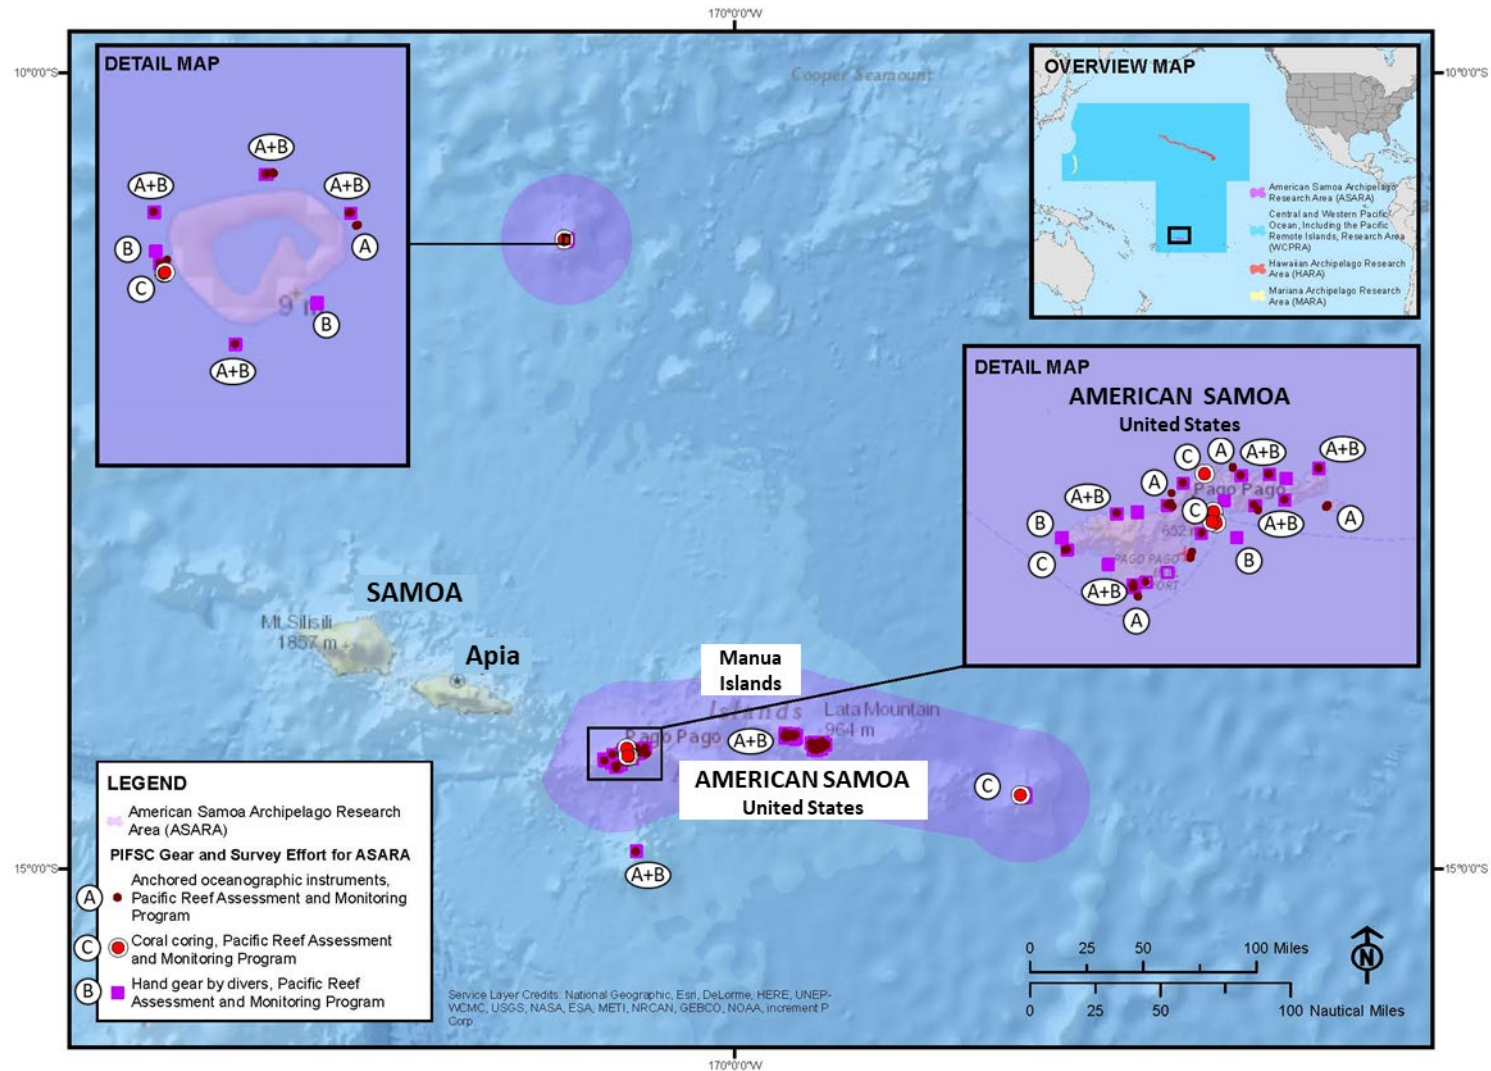 170°0'0"W
10°0'0"S
10°0'0"S
DETAIL MAP
A+B
A+B
A+B
B
A
C
B
A+B
Cooper Seamount
OVERVIEW MAP
American Samoa Archipelago
Research Area (ASARA)
Central and Western Pacific
Ocean, Including the Pacific
Remote Islands, Research Area
(WCPRA)
Hawaiian Archipelago Research
Area (HARA)
Mariana Archipelago Research
Area (MARA)
DETAIL MAP
AMERICAN SAMOA
United States
C
A
A+B
A+B
A
Pago Pago
A+B
C
A+B
A
B
652
B
C
PAGO PAGO
ORT
A+B
A
SAMOA
Mt Silisili
1857 m
Apia
Manua
Islands
Islands
Lata Mountain
964 m
Pago Pago
A+B
AMERICAN SAMOA
United States
C
A+B
15°0'0"S
15°0'0"S
LEGEND
American Samoa Archipelago Research
Area (ASARA)
PIFSC Gear and Survey Effort for ASARA
A
Anchored oceanographic instruments,
Pacific Reef Assessment and Monitoring
Program
C
Coral coring, Pacific Reef Assessment
and Monitoring Program
B
Hand gear by divers, Pacific Reef
Assessment and Monitoring Program
Service Layer Credits: National Geographic, Esri, DeLorme, HERE, UNEP-
WCMC, USGS, NASA, ESA, METI, NRCAN, GEBCO, NOAA, increment P
Corp
0 25 50 100 Miles
0 25 50 100 Nautical Miles
N
170°0'0"W